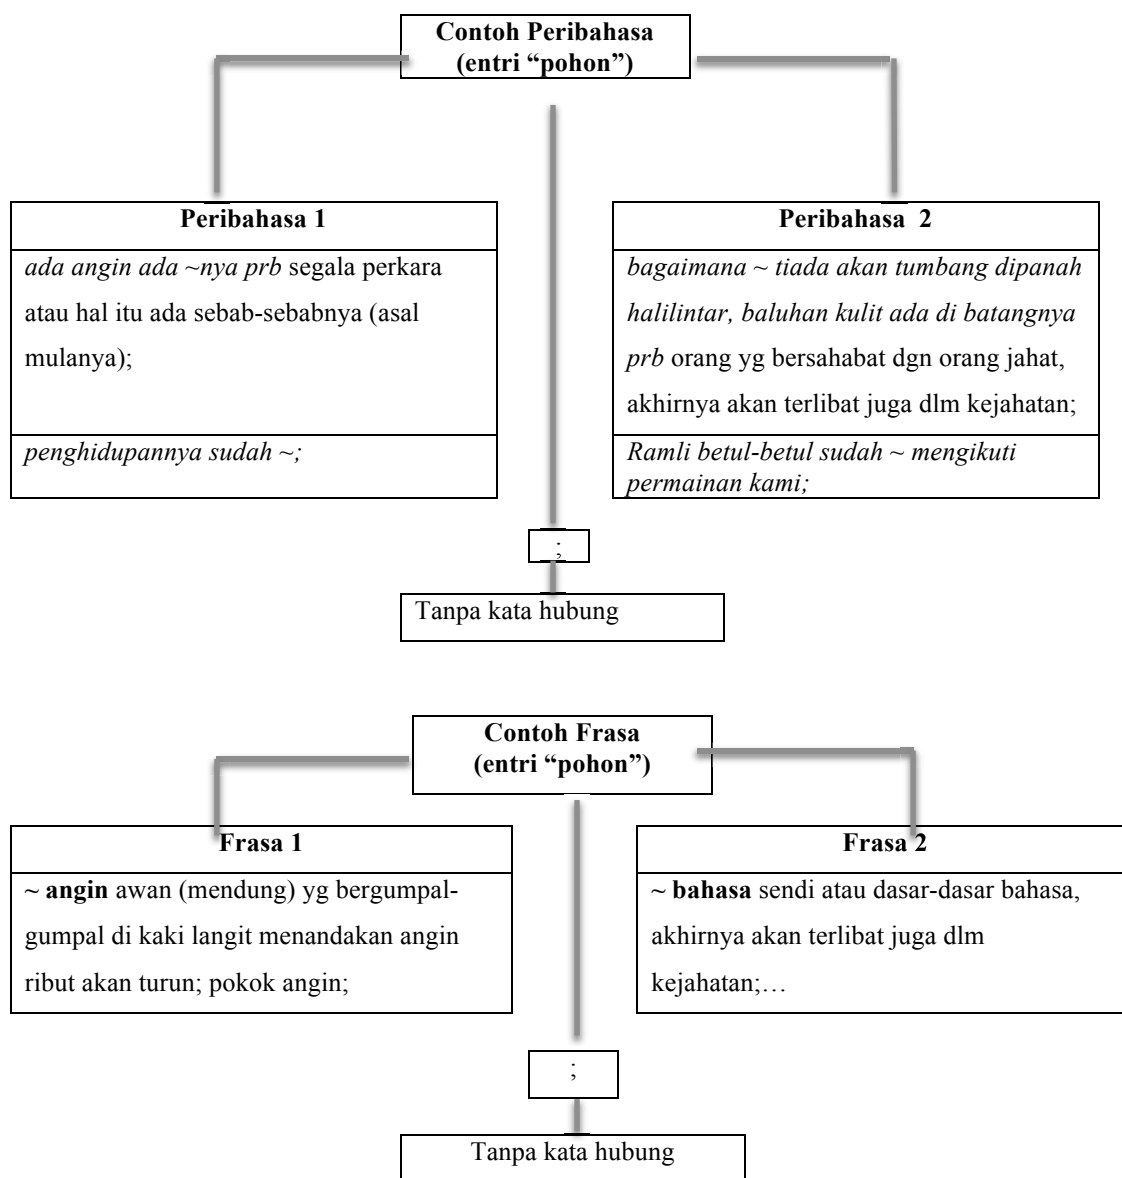 Contoh Peribahasa
(entri “pohon”)
Peribahasa 1
ada angin ada ~nya prb segala perkara
atau hal itu ada sebab-sebabnya (asal
mulanya);
penghidupannya sudah ~;
Peribahasa 2
bagaimana ~ tiada akan tumbang dipanah
halilintar, baluhan kulit ada di batangnya
prb orang yg bersahabat dgn orang jahat,
akhirnya akan terlibat juga dlm kejahatan;
Ramli betul-betul sudah ~ mengikuti
permainan kami;
;
Tanpa kata hubung
Contoh Frasa
(entri “pohon”)
Frasa 1
~ angin awan (mendung) yg bergumpal-
gumpal di kaki langit menandakan angin
ribut akan turun; pokok angin;
Frasa 2
~ bahasa sendi atau dasar-dasar bahasa,
akhirnya akan terlibat juga dlm
kejahatan;…
;
Tanpa kata hubung